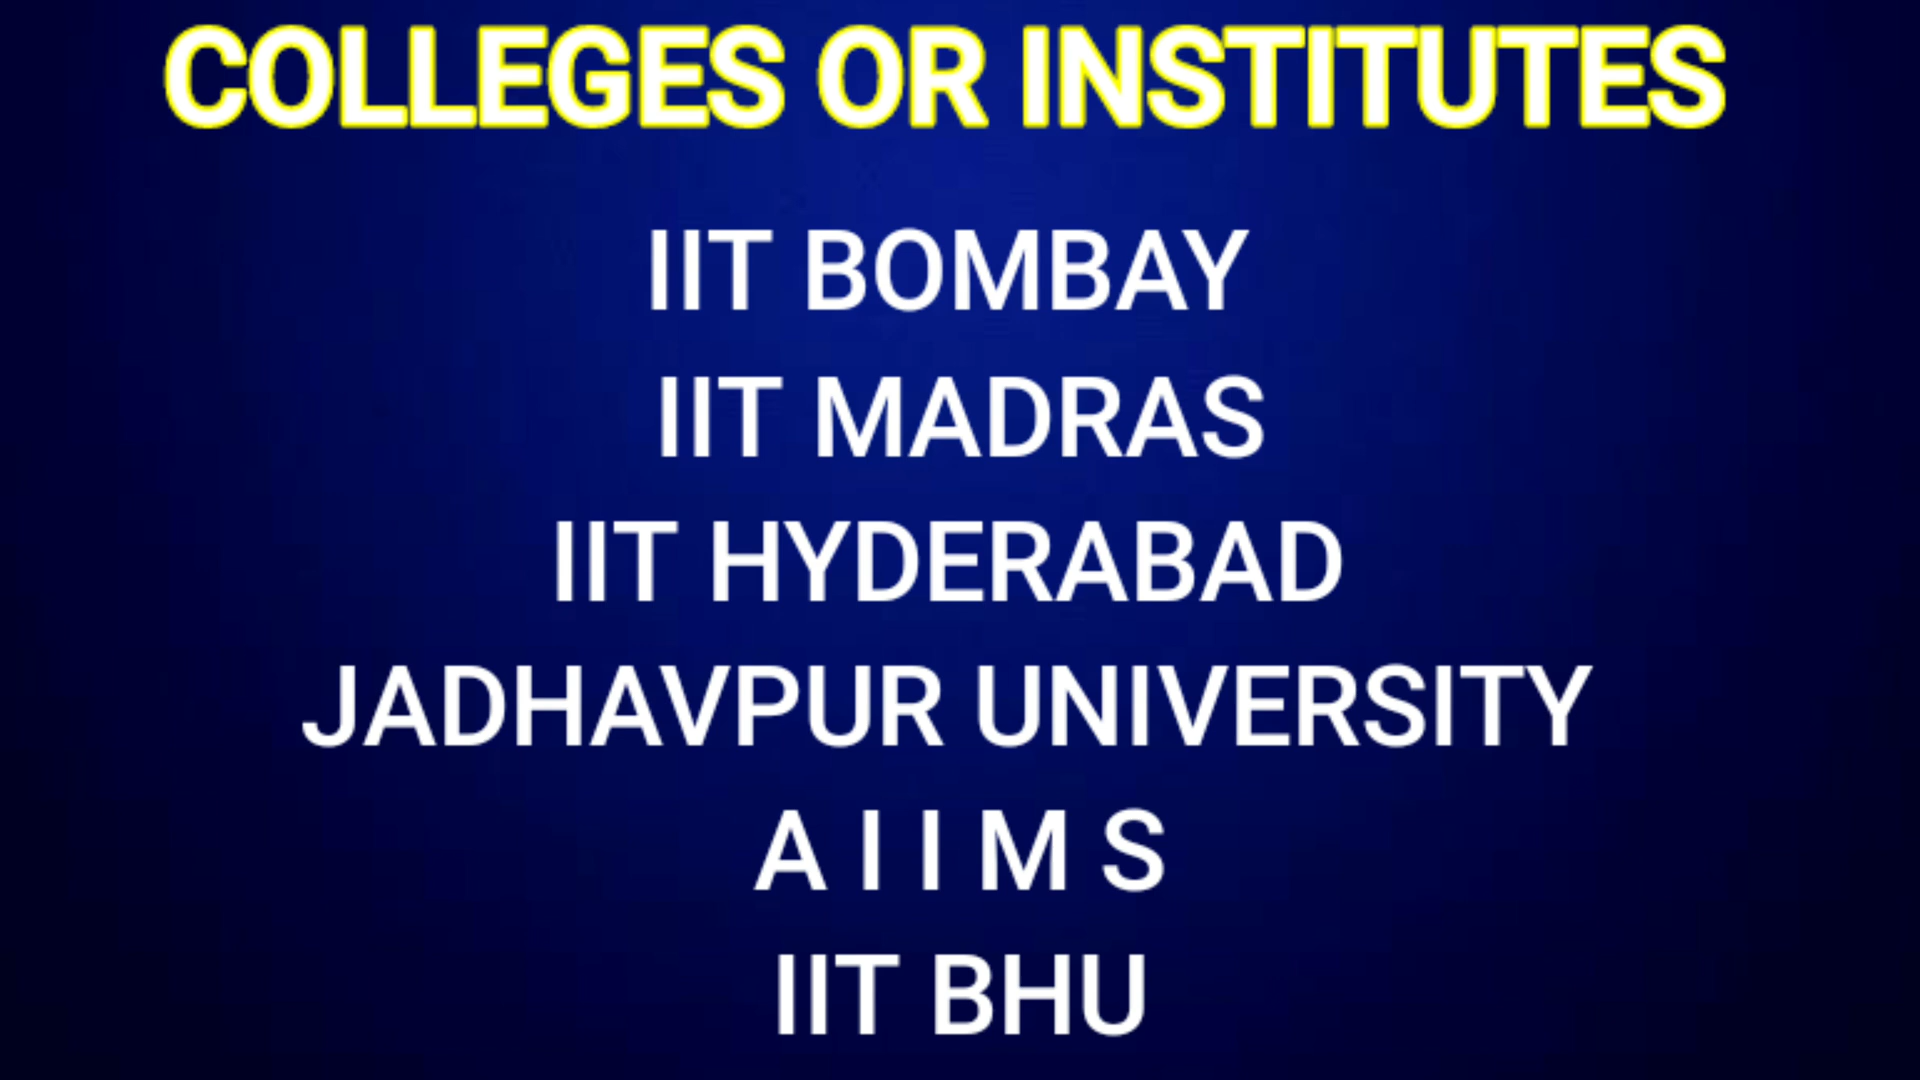 COLLEGES OR INSTITUTES
IIT BOMBAY
IIT MADRAS
IIT HYDERABAD
JADHAVPUR UNIVERSITY
A I I M S
IIT BHU